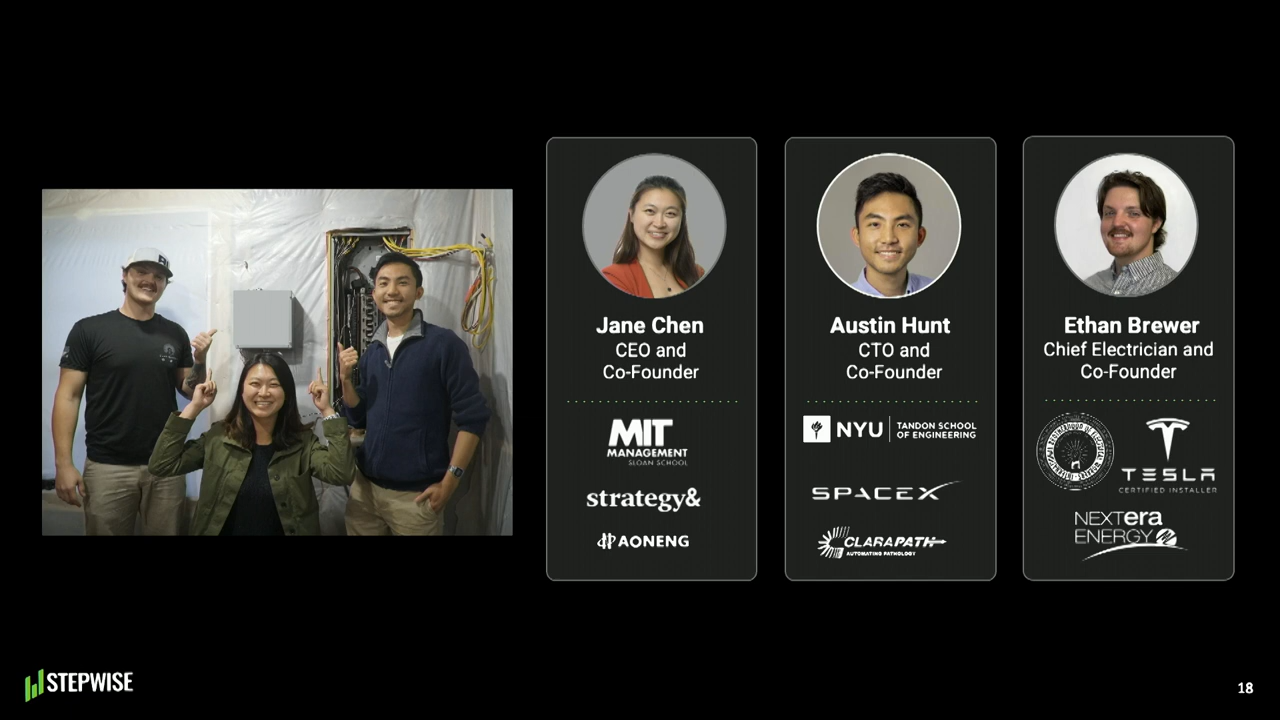 Jane Chen
CEO and
Co-Founder
MIT
MANAGEMENT
SLOAN SCHOOL
strategy&
AONENG
Austin Hunt
CTO and
Co-Founder
NYU
TANDON SCHOOL
OF ENGINEERING
SPACEX
CLARAPATH
AUTOMATING PATHOLOGY
Ethan Brewer
Chief Electrician and
Co-Founder
TESLA
CERTIFIED INSTALLER
NEXTera
ENERGY
STEPWISE
18